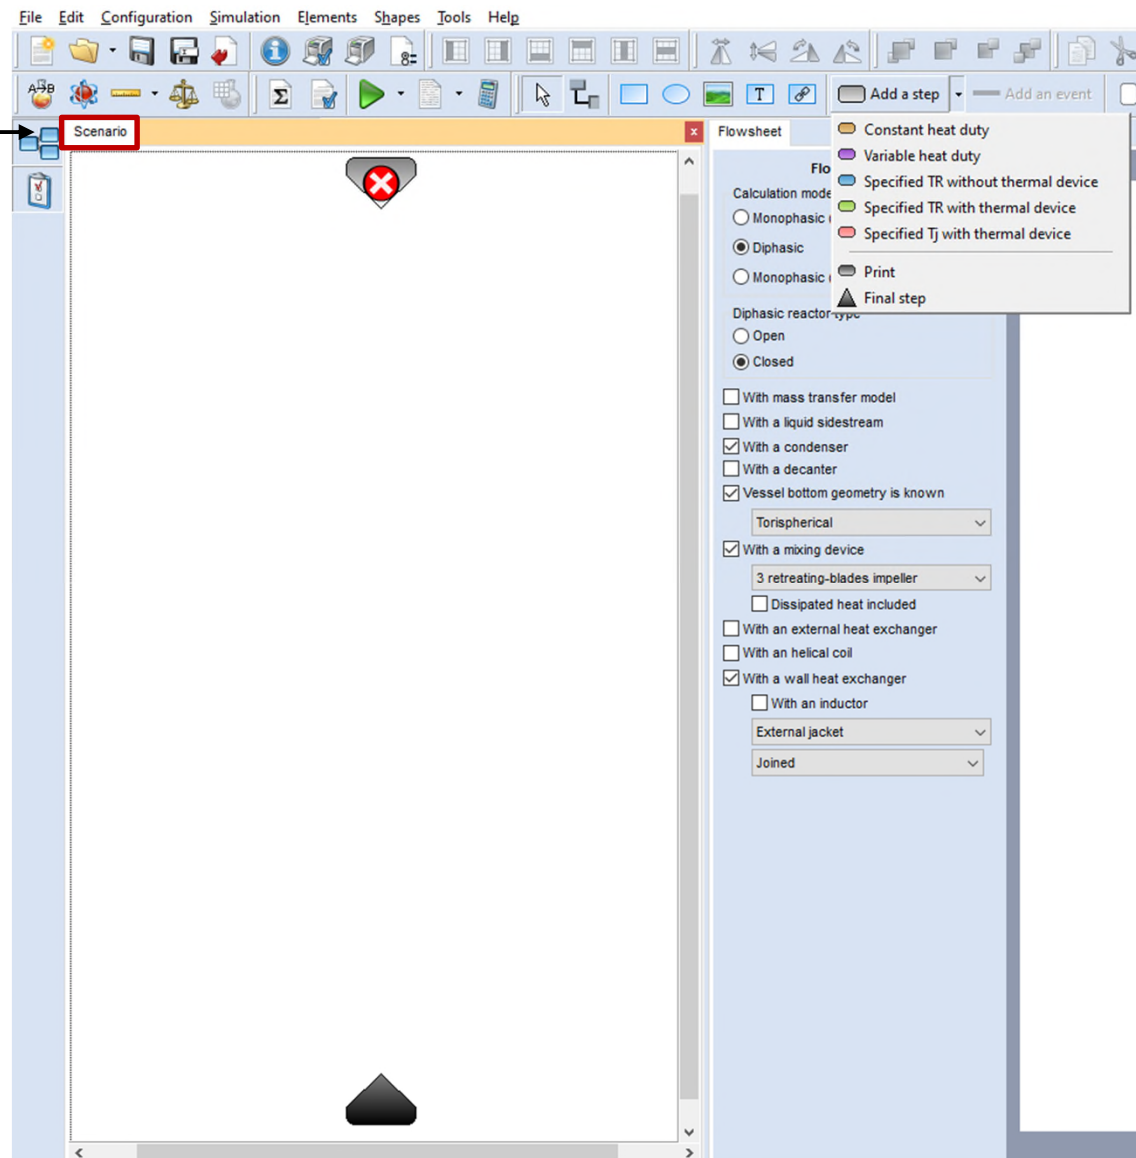 File Edit Configuration Simulation Elements Shapes Tools Help
A→B
Σ
T
Add a step
Add an event
Scenario
x
Flowsheet
Constant heat duty
Variable heat duty
Specified TR without thermal device
Specified TR with thermal device
Specified Tj with thermal device
Print
Final step
Flo
Calculation mode
Monophasic (
Diphasic
Monophasic (
Diphasic reactor type
Open
Closed
With mass transfer model
With a liquid sidestream
With a condenser
With a decanter
Vessel bottom geometry is known
Torispherical
With a mixing device
3 retreating-blades impeller
Dissipated heat included
With an external heat exchanger
With an helical coil
With a wall heat exchanger
With an inductor
External jacket
Joined